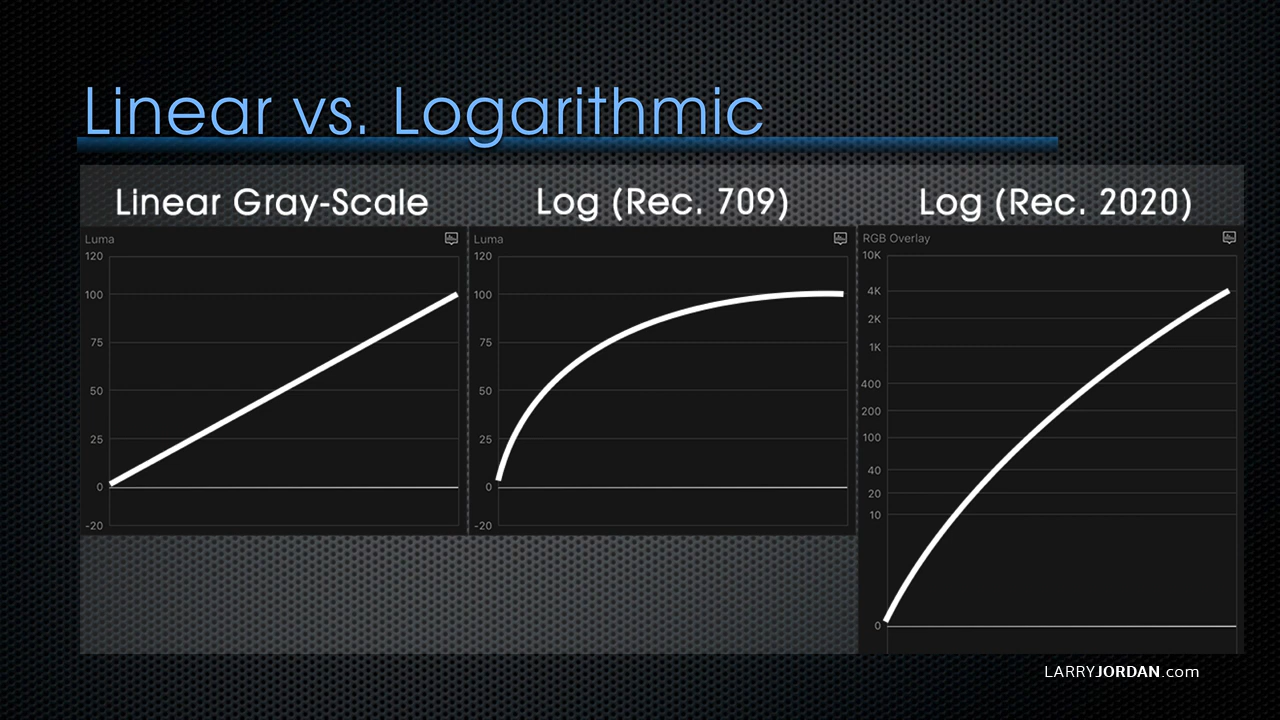 Linear vs. Logarithmic
Linear Gray-Scale
Log (Rec. 709)
Log (Rec. 2020)
Luma
120
100
75
50
25
0
-20
Luma
120
100
75
50
25
0
-20
RGB Overlay
10K
4K
2K
1K
400
200
100
40
20
10
0
LARRYJORDAN.com